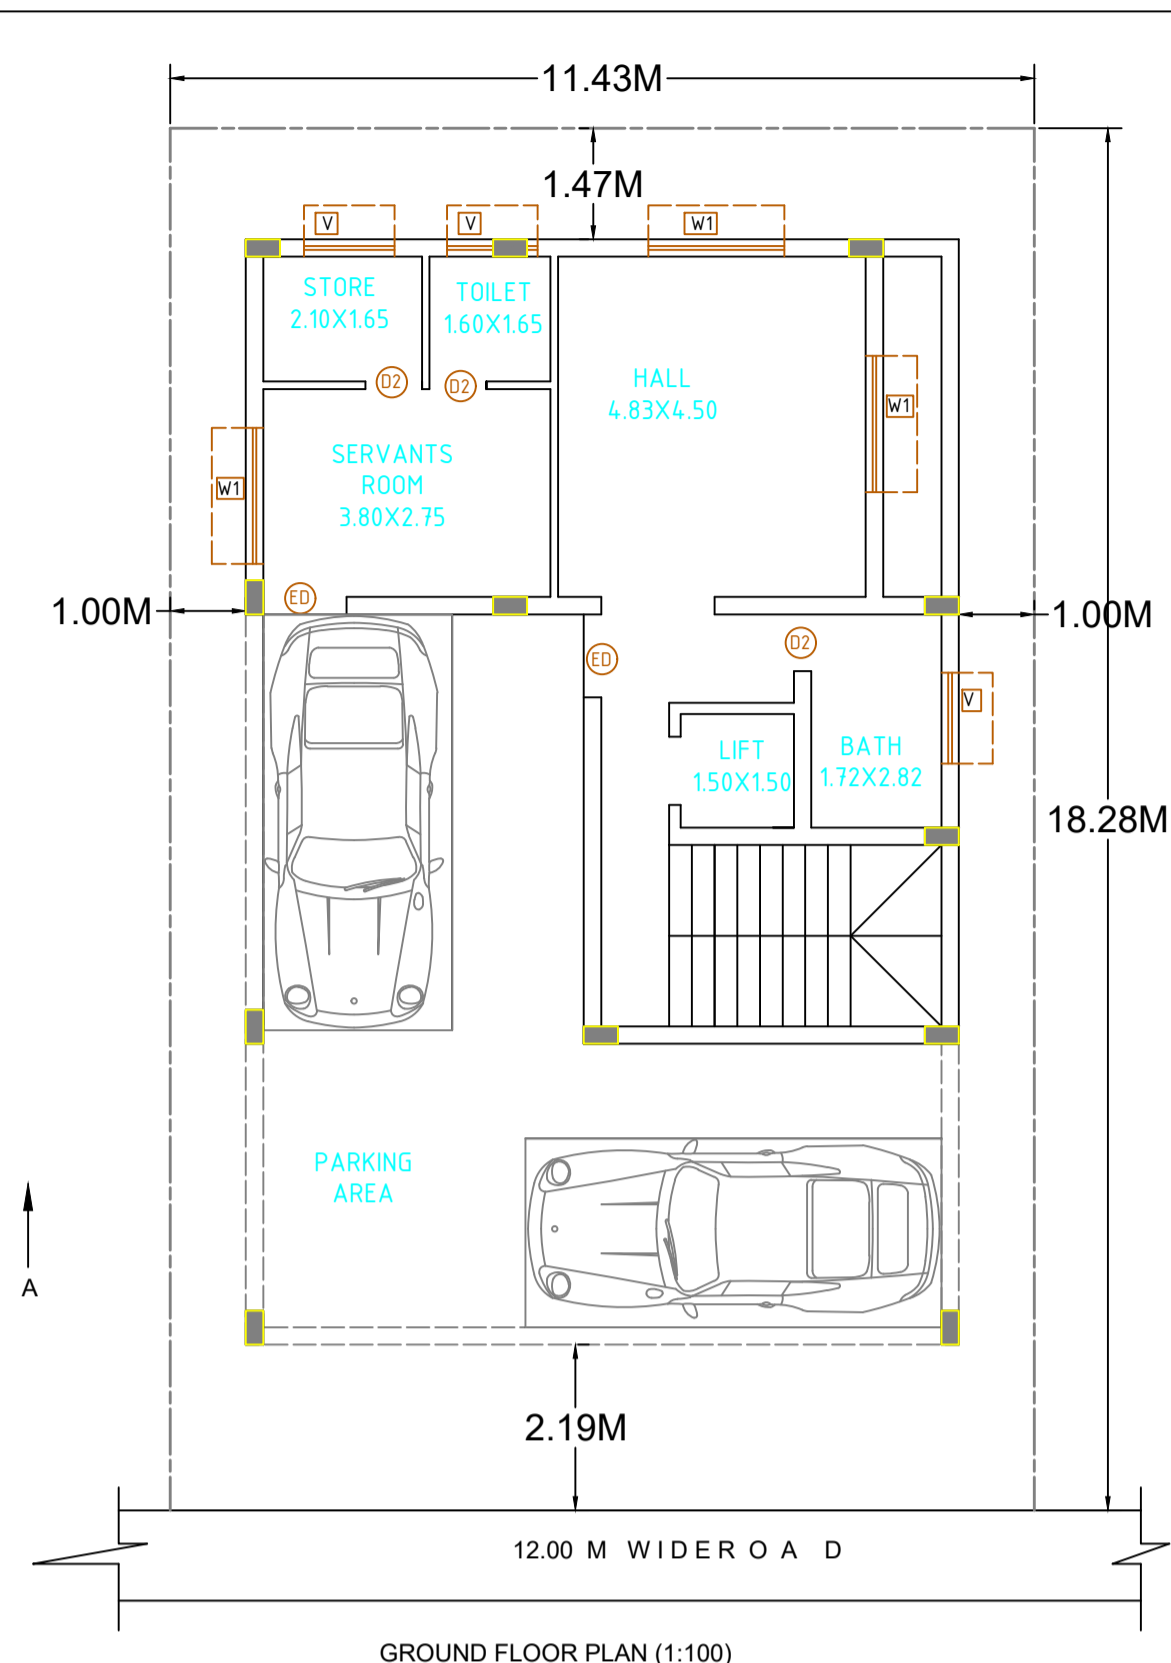 11.43M
1.47M
V
V
W1
STORE
2.10X1.65
TOILET
1.60X1.65
HALL
4.83X4.50
D2
D2
W1
SERVANTS
ROOM
3.80X2.75
W1
ED
1.00M
1.00M
ED
D2
V
LIFT
1.50X1.50
BATH
1.72X2.82
18.28M
PARKING
AREA
A
2.19M
12.00 M WIDEROA D
GROUND FLOOR PLAN (1:100)